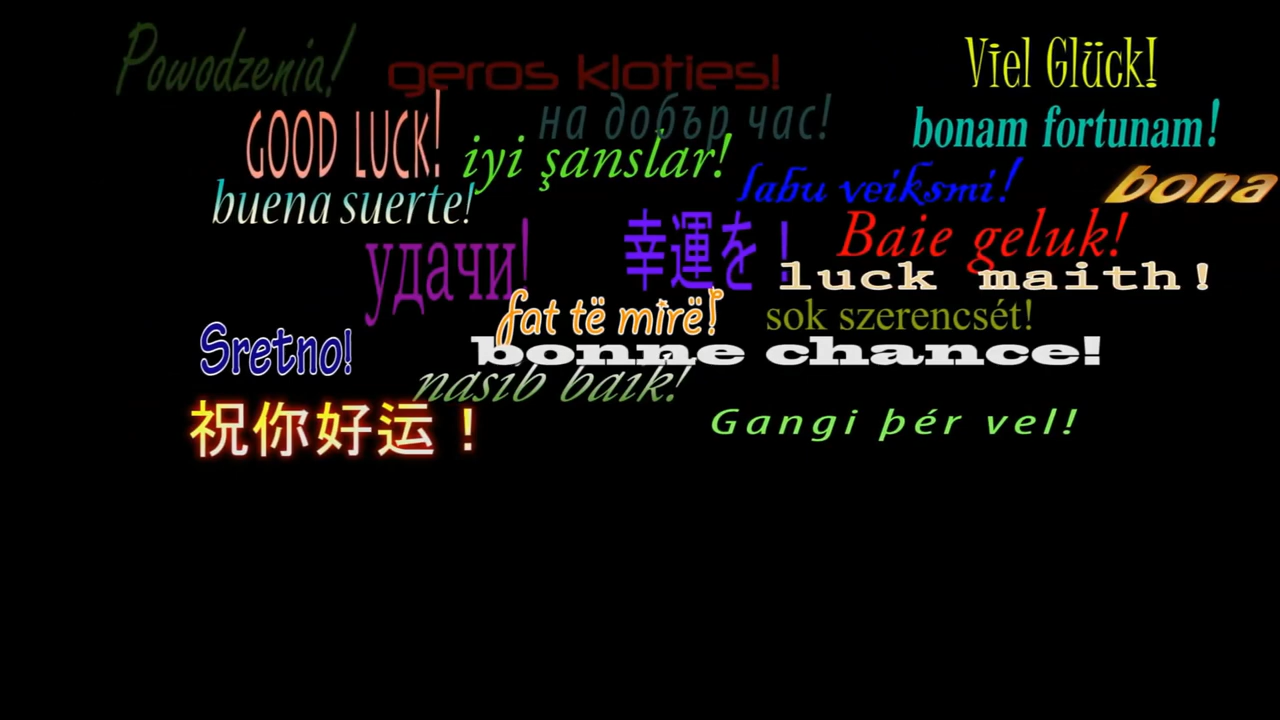 Powodzenia!
geros kloties!
Viel Glück!
GOOD LUCK!
на добър час!
bonam fortunam!
iyi şanslar!
labu veiksmi!
bona
buena suerte!
удачи!
幸運を！
Baie geluk!
luck maith!
fat të mirë!
sok szerencsét!
Sretno!
bonne chance!
nasib baik!
祝你好运！
Gangi þér vel!